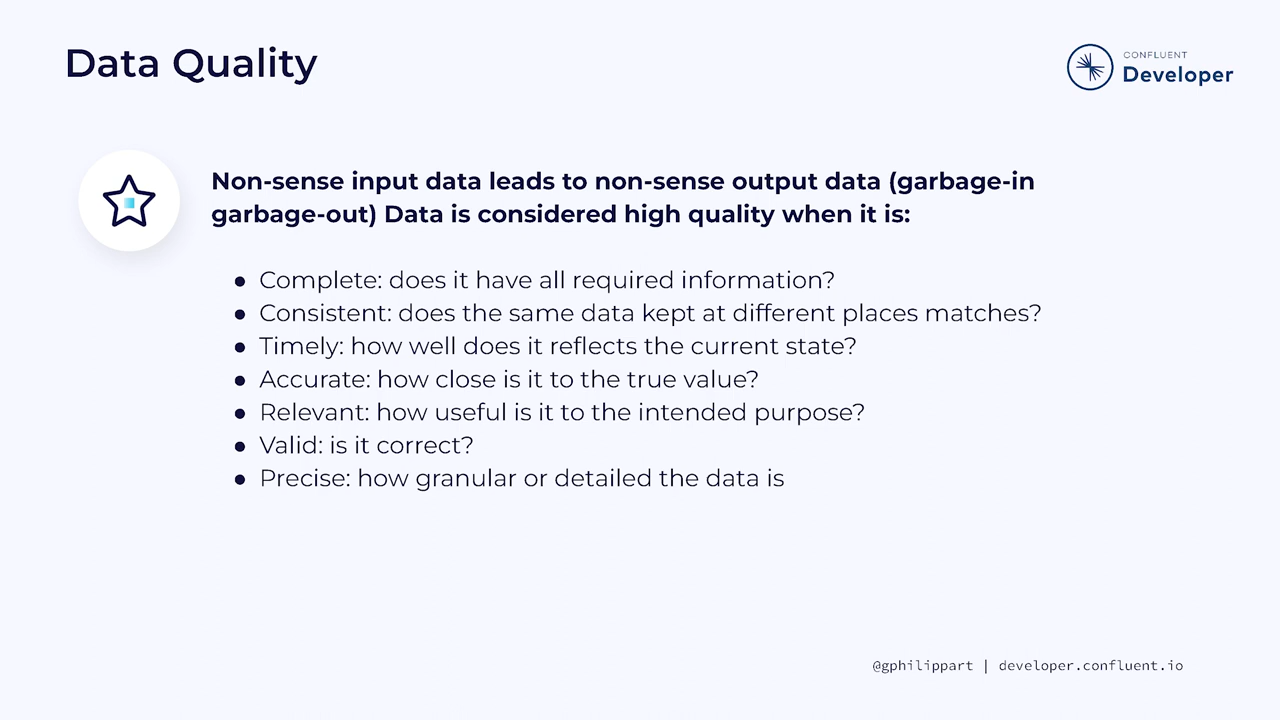 Data Quality
CONFLUENT
Developer
Non-sense input data leads to non-sense output data (garbage-in
garbage-out) Data is considered high quality when it is:
● Complete: does it have all required information?
● Consistent: does the same data kept at different places matches?
● Timely: how well does it reflects the current state?
● Accurate: how close is it to the true value?
● Relevant: how useful is it to the intended purpose?
● Valid: is it correct?
● Precise: how granular or detailed the data is
@gphilippart | developer.confluent.io